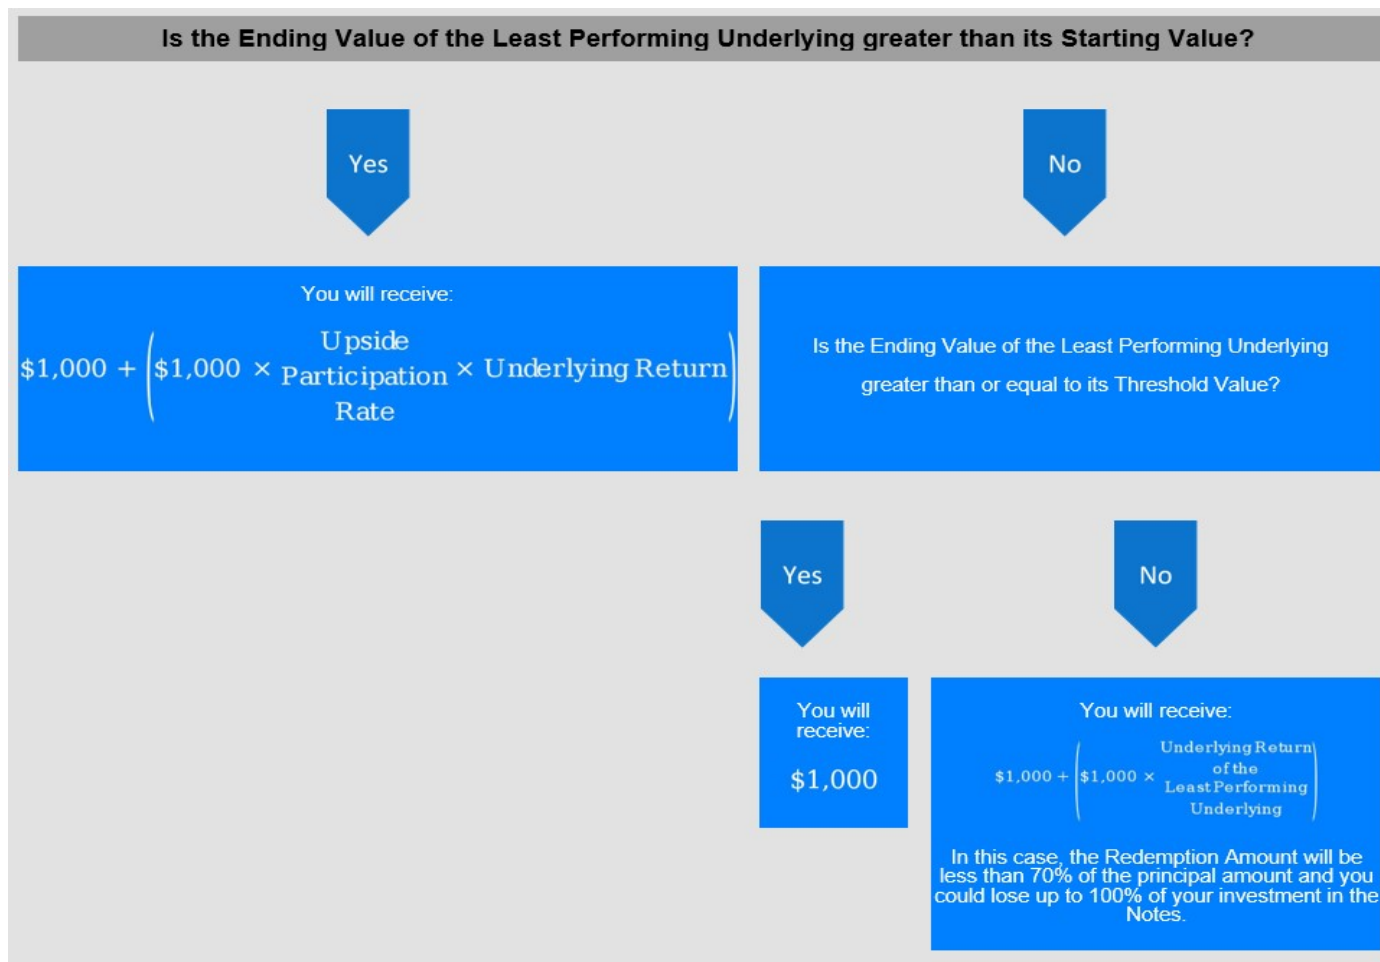 Is the Ending Value of the Least Performing Underlying greater than its Starting Value?
Yes
No
You will receive:
$1,000 + ($1,000 × Upside Participation Rate × Underlying Return)
Is the Ending Value of the Least Performing Underlying
greater than or equal to its Threshold Value?
Yes
No
You will
receive:
$1,000
You will receive:
$1,000 + ($1,000 × Underlying Return of the Least Performing Underlying)
In this case, the Redemption Amount will be
less than 70% of the principal amount and you
could lose up to 100% of your investment in the
Notes.